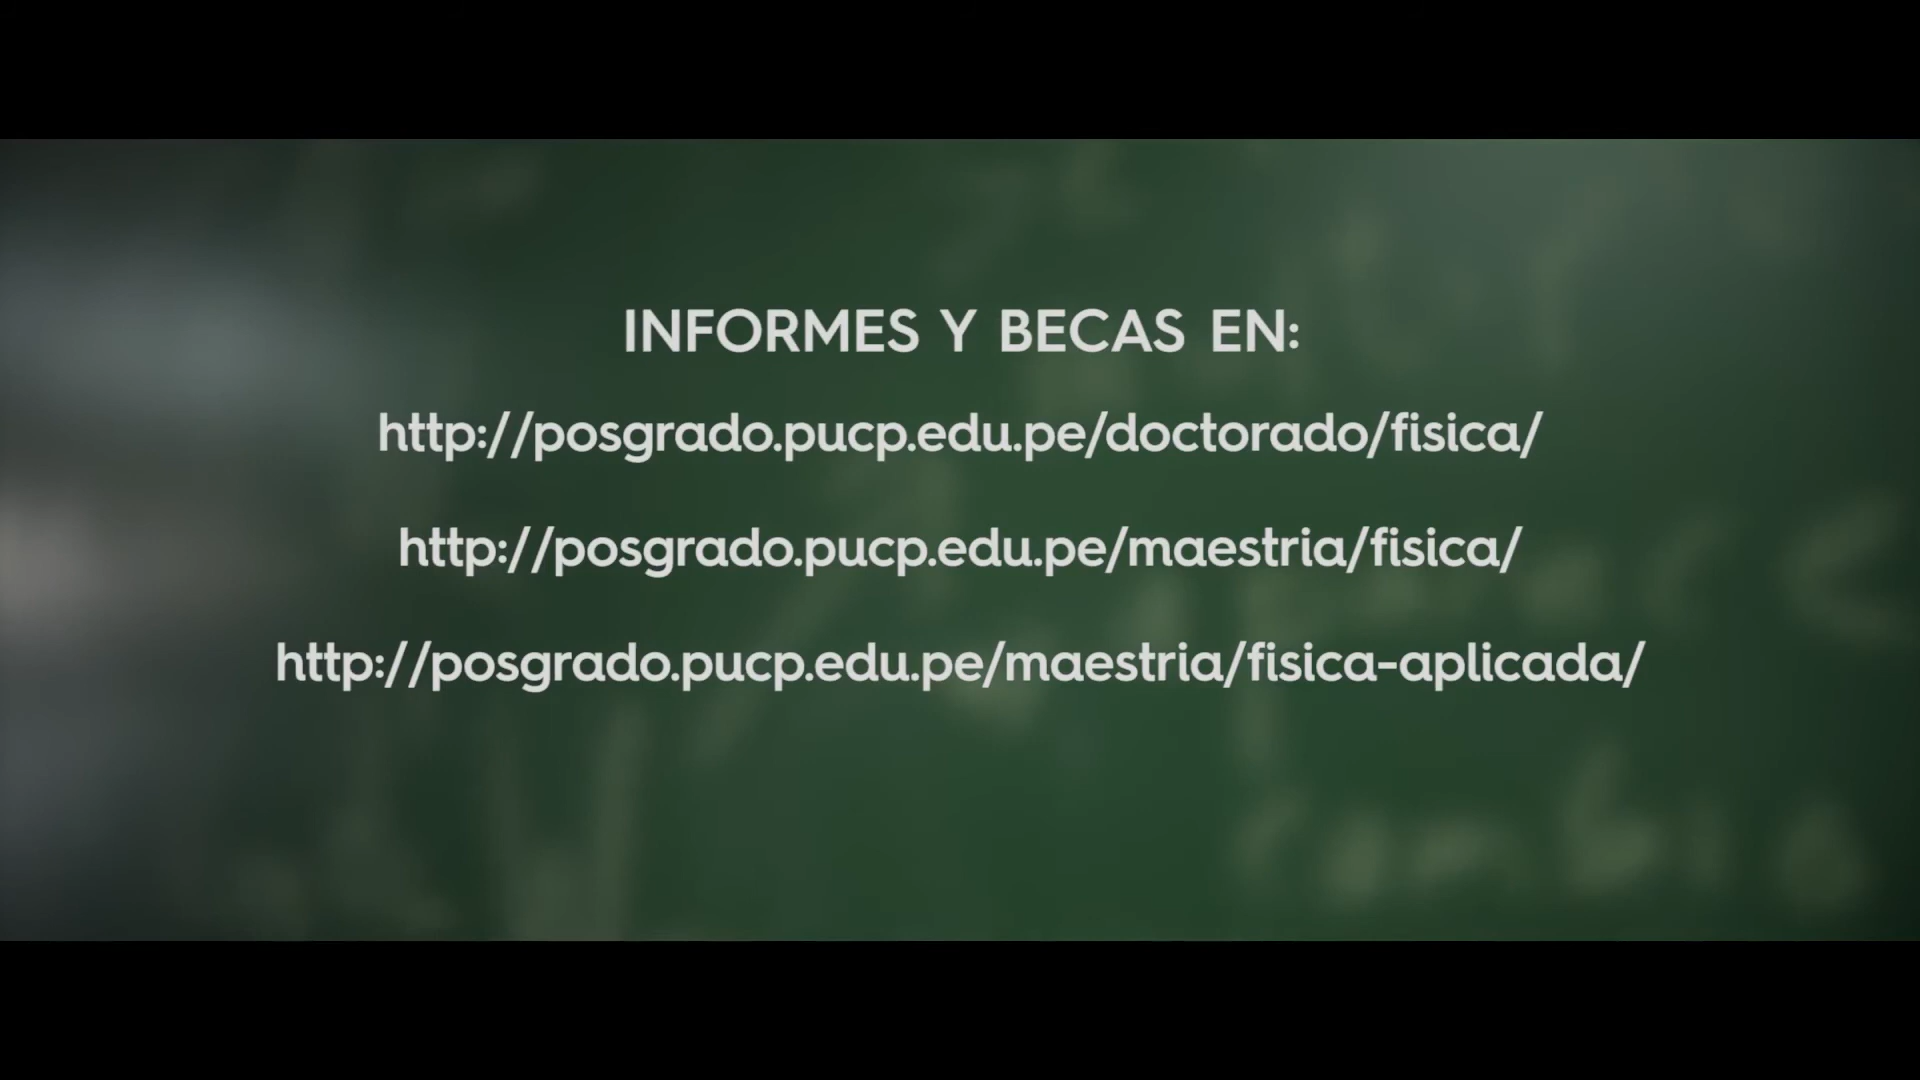 INFORMES Y BECAS EN:
http://posgrado.pucp.edu.pe/doctorado/fisica/
http://posgrado.pucp.edu.pe/maestria/fisica/
http://posgrado.pucp.edu.pe/maestria/fisica-aplicada/